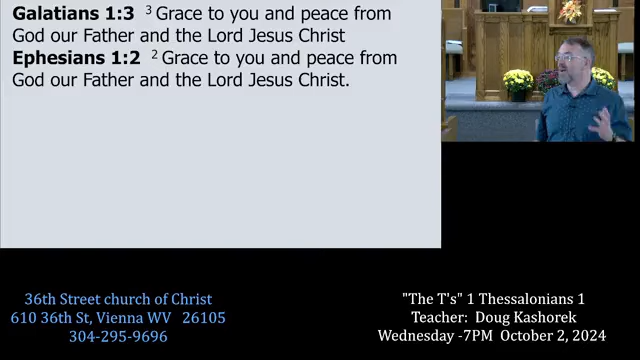 Galatians 1:3 3 Grace to you and peace from
God our Father and the Lord Jesus Christ
Ephesians 1:2 2 Grace to you and peace from
God our Father and the Lord Jesus Christ.
36th Street church of Christ
610 36th St, Vienna WV 26105
304-295-9696
"The T's" 1 Thessalonians 1
Teacher: Doug Kashorek
Wednesday -7PM October 2, 2024